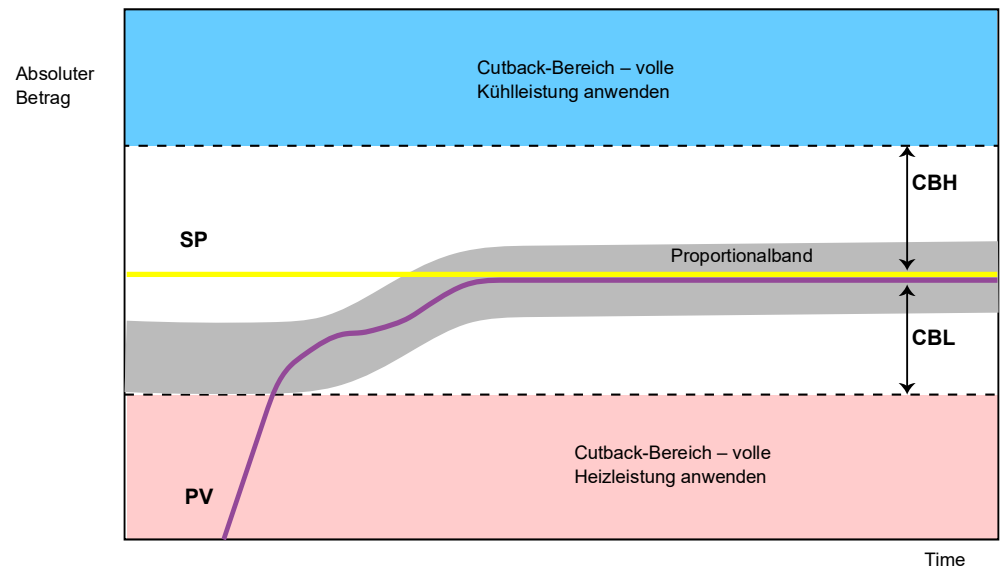 Absoluter
Betrag
Cutback-Bereich – volle
Kühlleistung anwenden
CBH
SP
Proportionalband
CBL
Cutback-Bereich – volle
Heizleistung anwenden
PV
Time